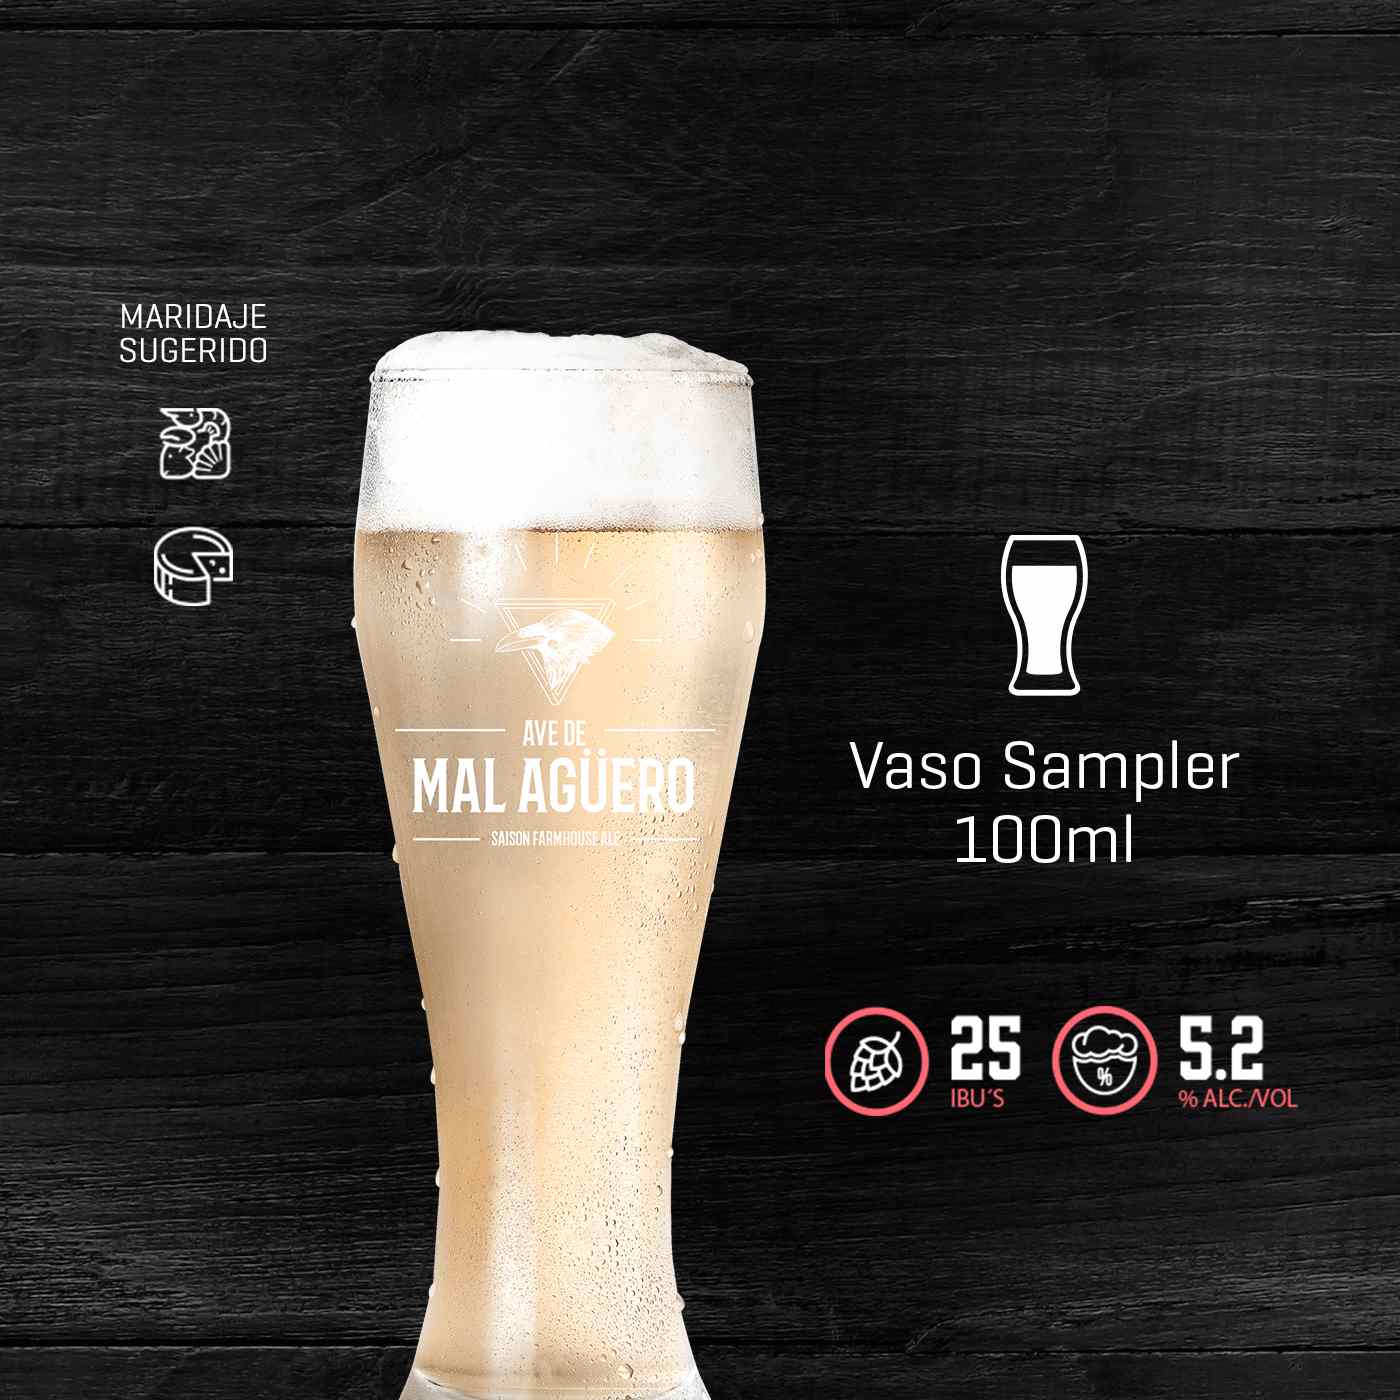 MARIDAJE
SUGERIDO
AVE DE
MAL AGÜERO
SAISON FARMHOUSE ALE
Vaso Sampler
100ml
25
IBU´S
%
5.2
% ALC./VOL